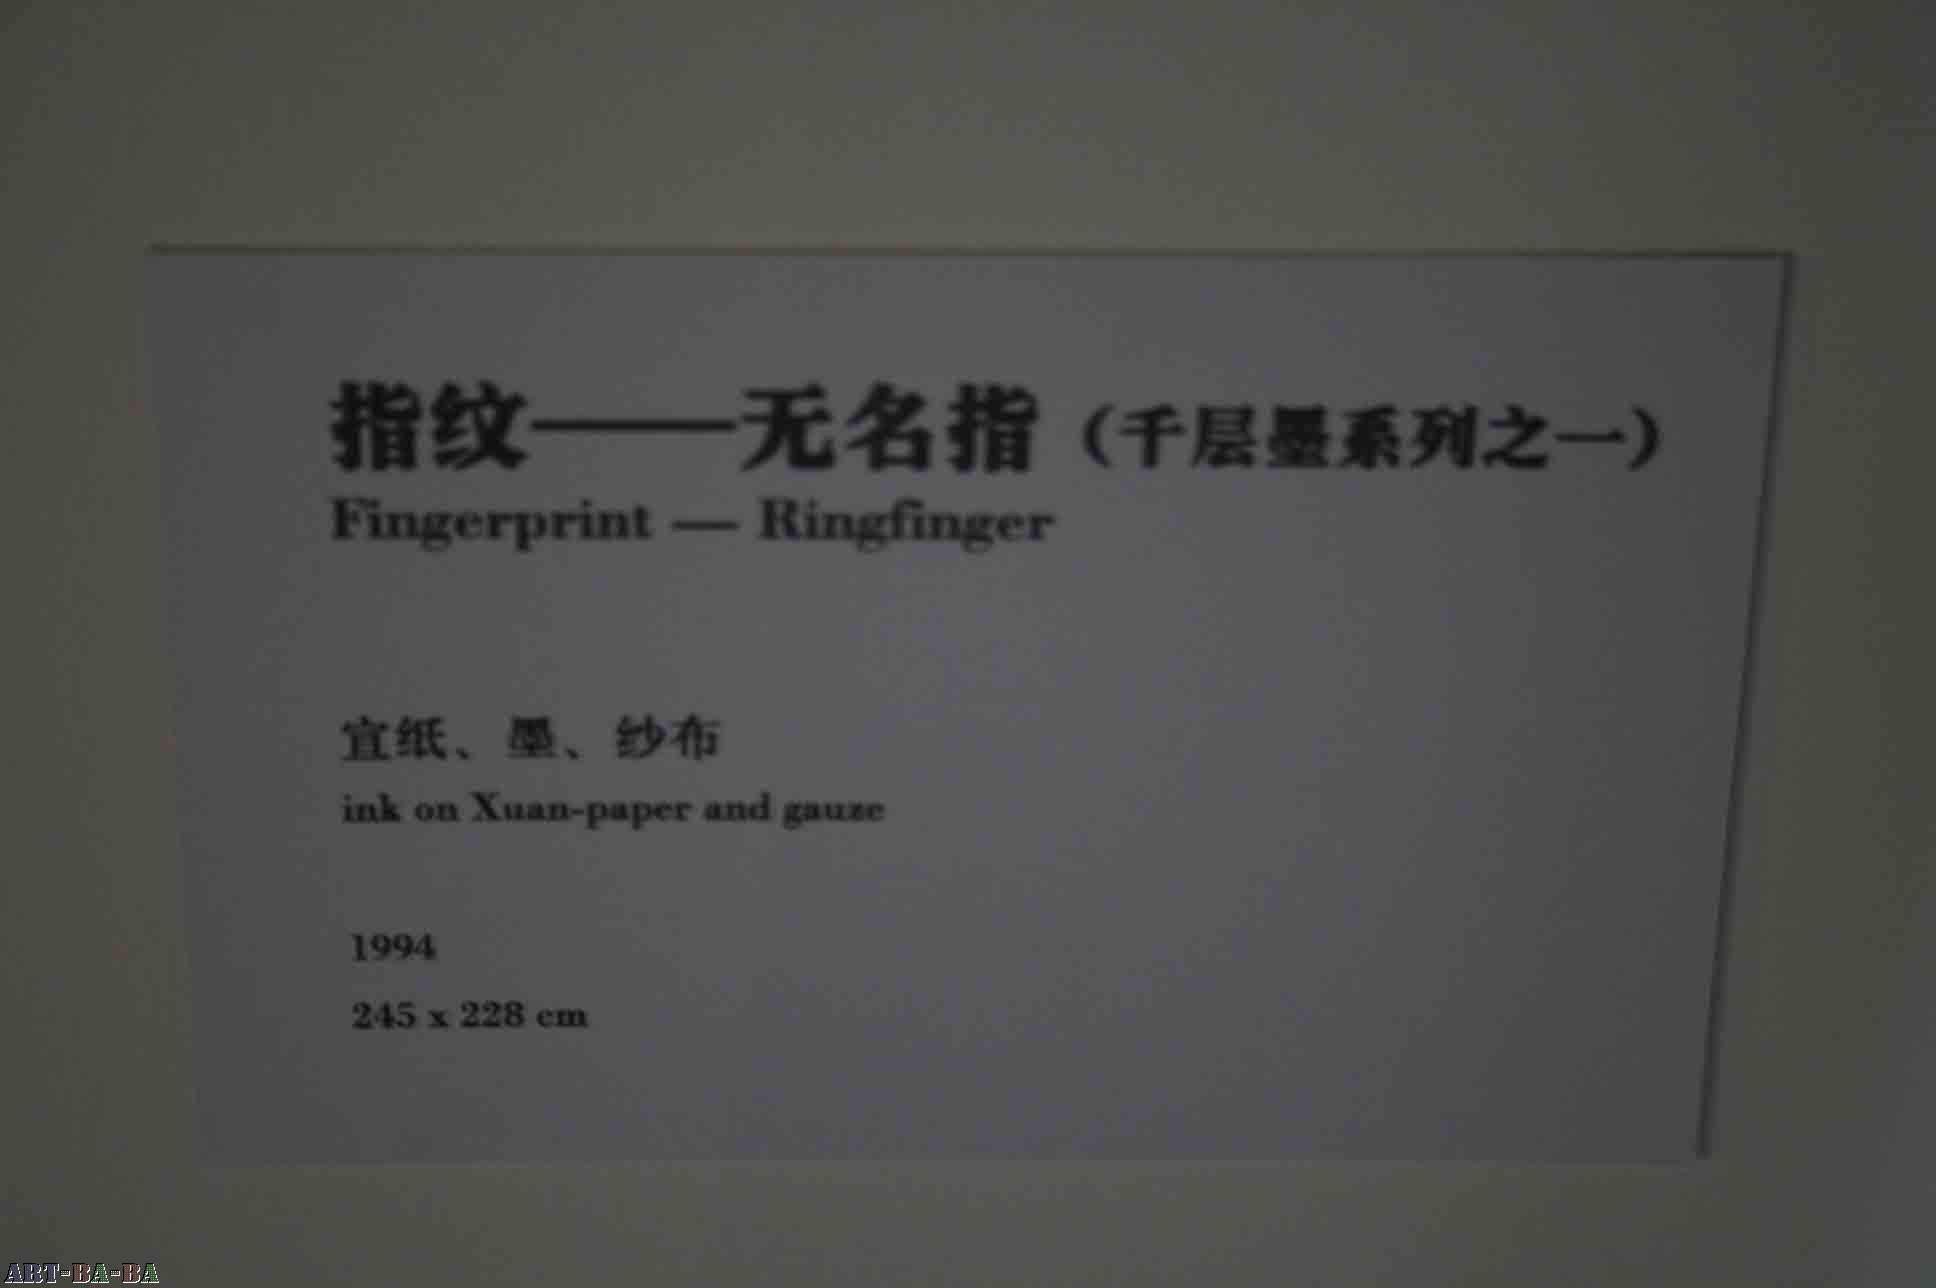 指纹——无名指（千层墨系列之一）
Fingerprint — Ringfinger
宣纸、墨、纱布
ink on Xuan-paper and gauze
1994
245 x 228 cm
ART-BA-BA